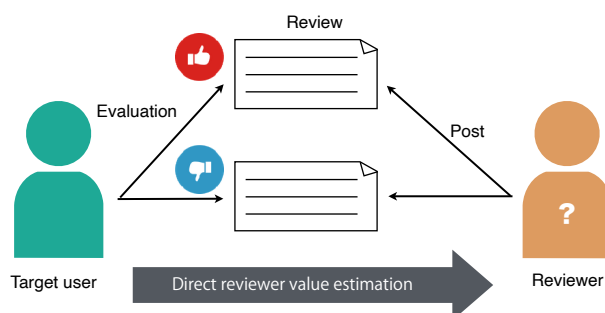 Review
Evaluation
Post
?
Target user
Direct reviewer value estimation
Reviewer